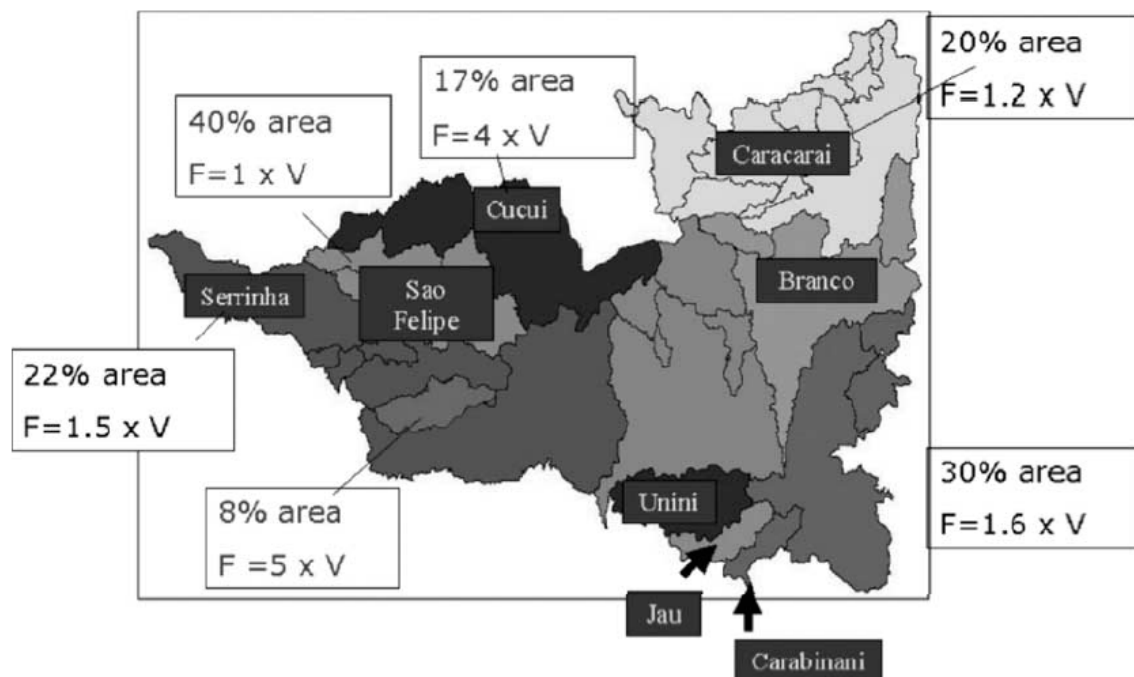 20% area
F=1.2 x V
17% area
F=4 x V
40% area
F=1 x V
Caracarai
Cucui
Branco
Serrinha
Sao
Felipe
22% area
F=1.5 x V
30% area
F=1.6 x V
8% area
F =5 x V
Unini
Jau
Carabinani